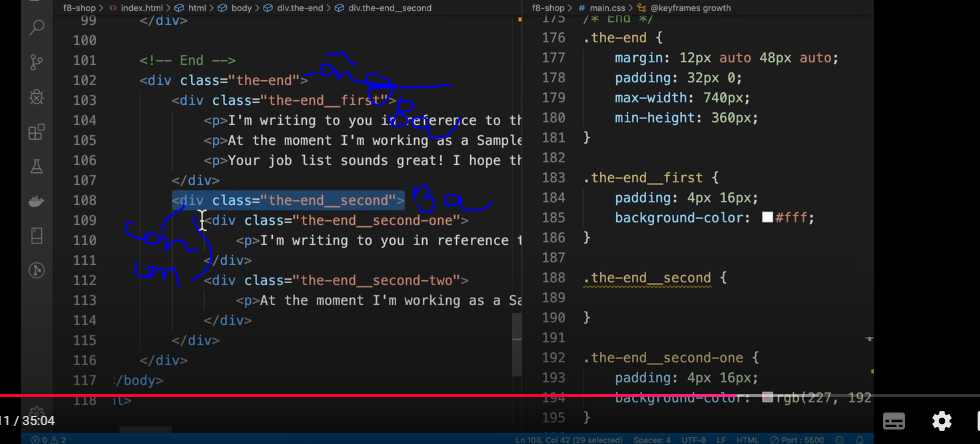 f8-shop > index.html > html > body > div.the-end > div.the-end__second
99 </div>
100
101 <!-- End -->
102 <div class="the-end">
103 <div class="the-end__first">
104 <p>I'm writing to you in reference to th
105 <p>At the moment I'm working as a Sample
106 <p>Your job list sounds great! I hope th
107 </div>
108 <div class="the-end__second"> Ba
109 <div class="the-end__second-one">
110 <p>I'm writing to you in reference t
111 </div>
112 <div class="the-end__second-two">
113 <p>At the moment I'm working as a Sa
114 </div>
115 </div>
116 </div>
117 /body>
118
f8-shop > # main.css > @keyframes growth
175 /* End */
176 .the-end {
177 margin: 12px auto 48px auto;
178 padding: 32px 0;
179 max-width: 740px;
180 min-height: 360px;
181 }
182
183 .the-end__first {
184 padding: 4px 16px;
185 background-color: #fff;
186 }
187
188 .the-end__second {
189
190 }
191
192 .the-end__second-one {
193 padding: 4px 16px;
194 background-color: rgb(227, 192
195 }
11 / 35:04
0 2
Ln 108, Col 42 (29 selected) Spaces: 4 UTF-8 LF HTML Port : 5500